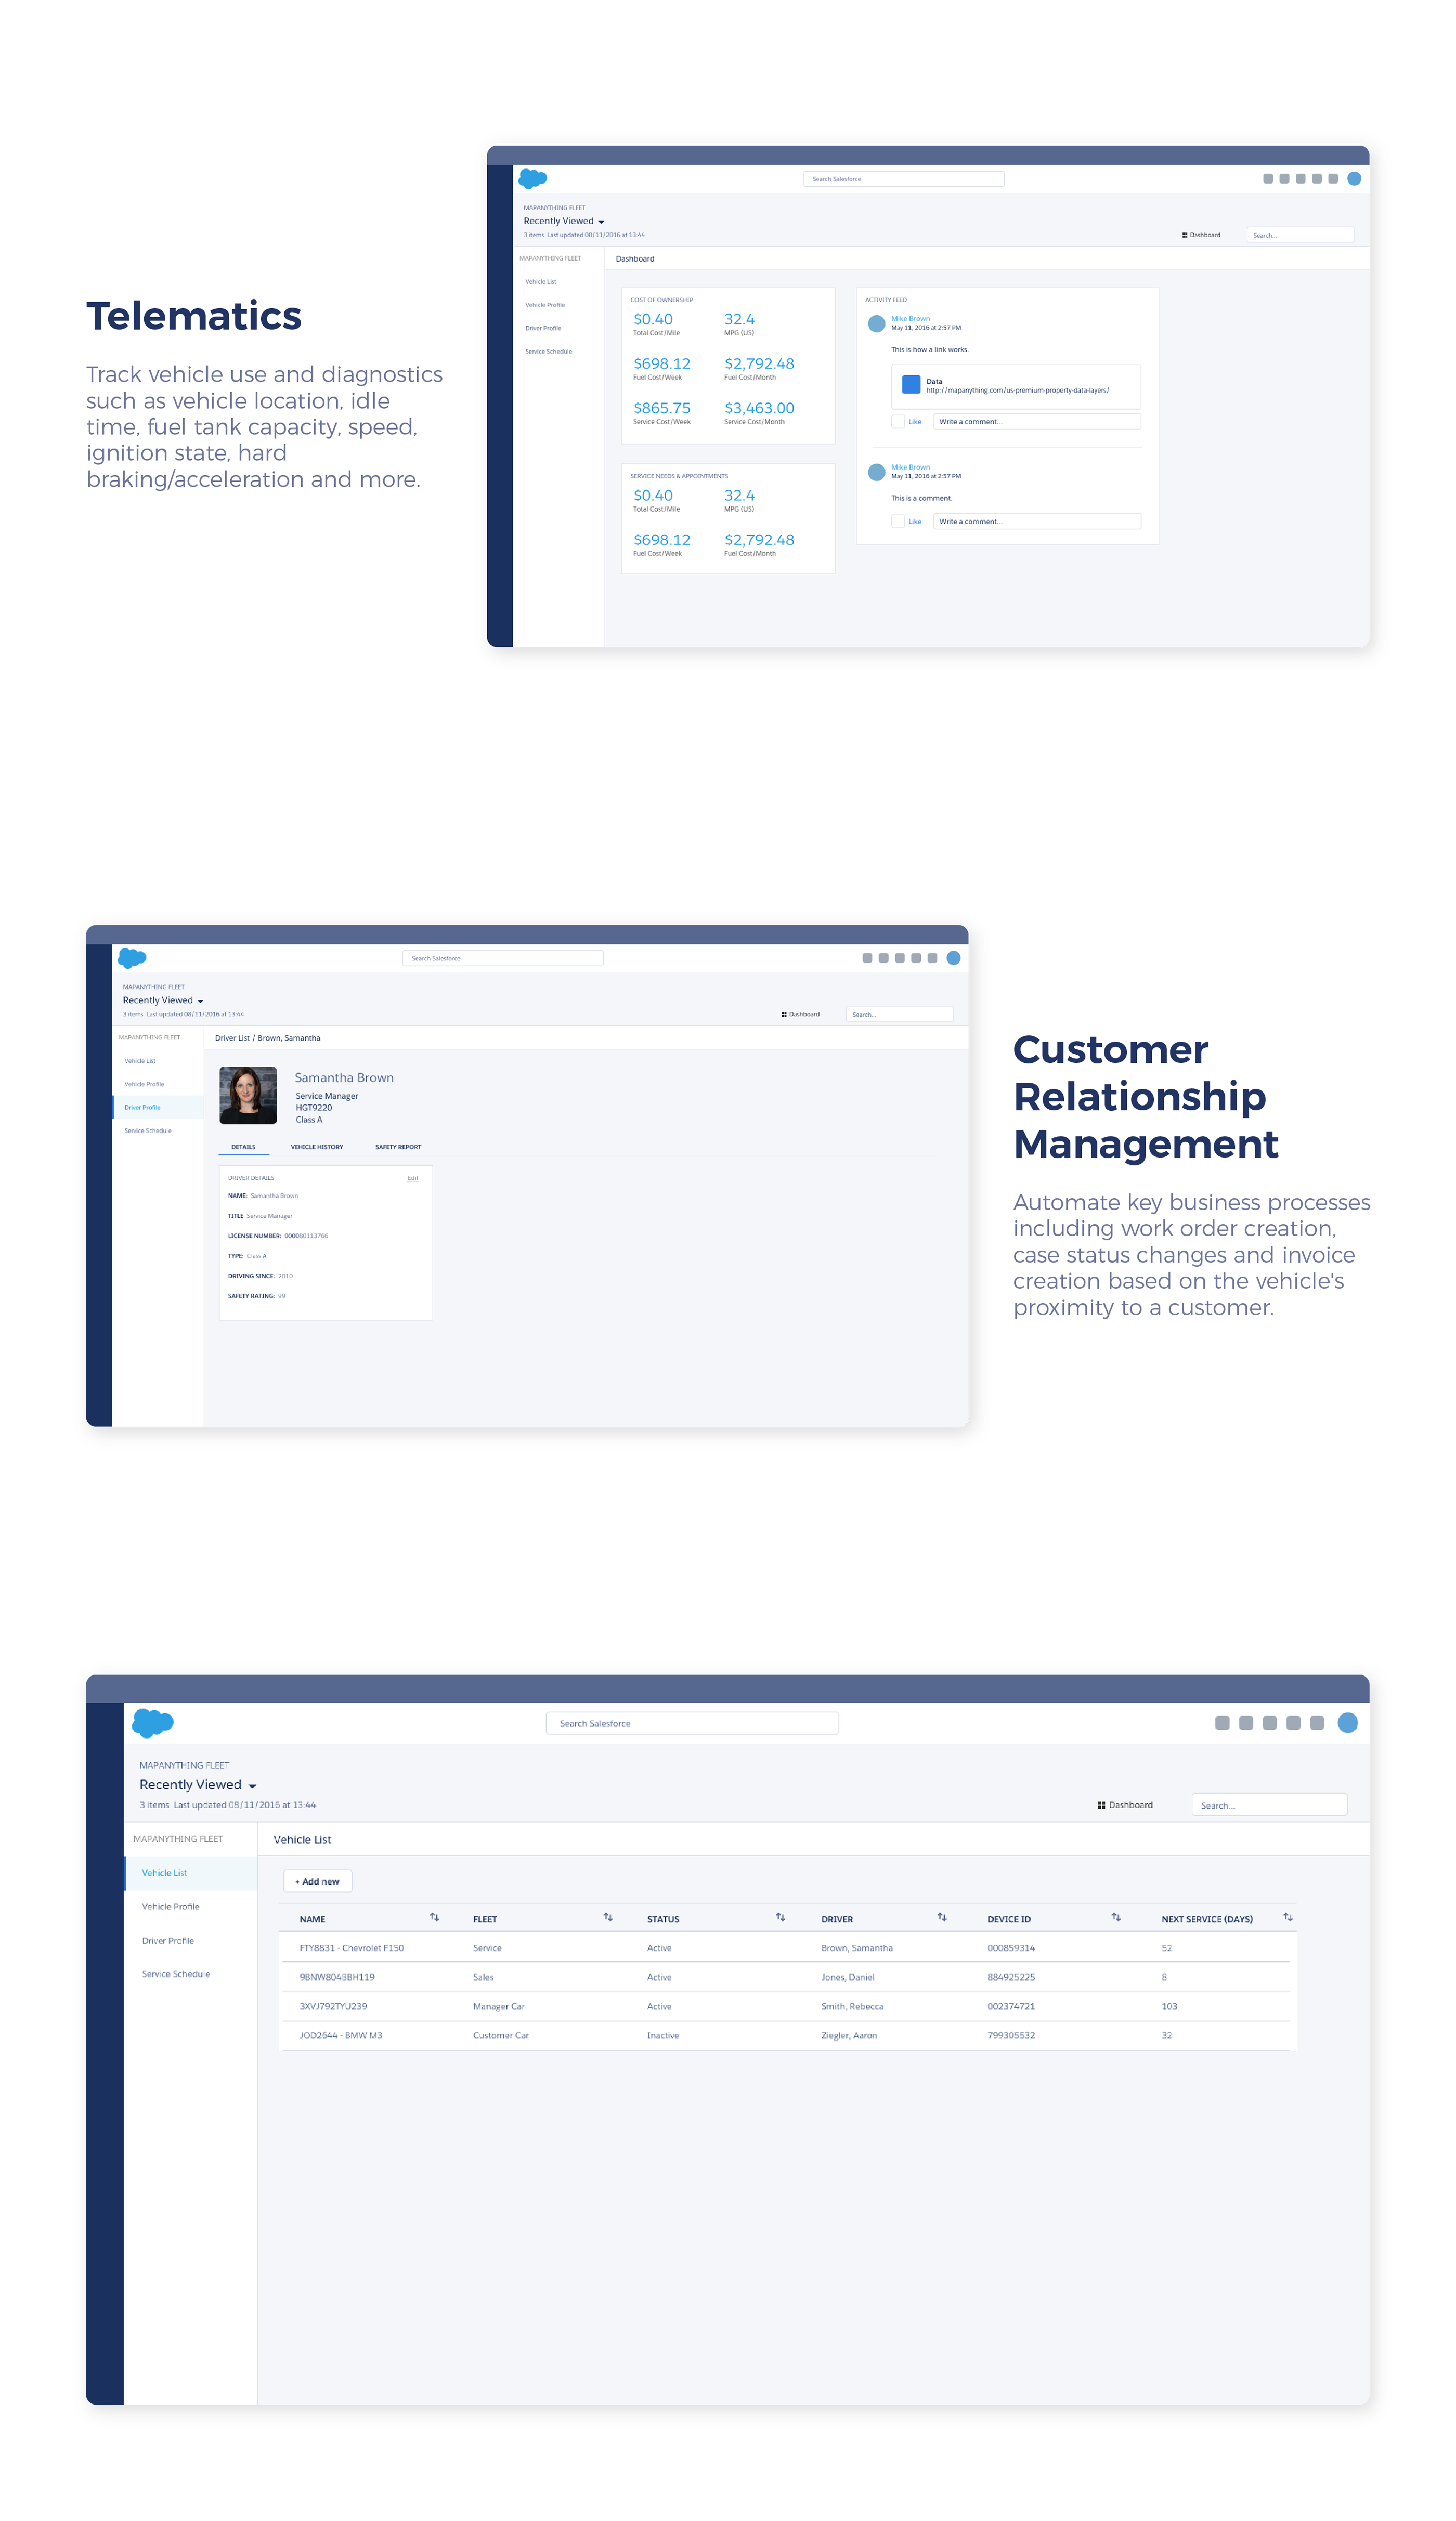 Telematics
Track vehicle use and diagnostics
such as vehicle location, idle
time, fuel tank capacity, speed,
ignition state, hard
braking/acceleration and more.
Search Salesforce
MAPANYTHING FLEET
Recently Viewed
3 items Last updated 08/11/2016 at 13:44
Dashboard
Search...
MAPANYTHING FLEET
Vehicle List
Vehicle Profile
Driver Profile
Service Schedule
Dashboard
COST OF OWNERSHIP
$0.40 32.4
Total Cost/Mile MPG (US)
$698.12 $2,792.48
Fuel Cost/Week Fuel Cost/Month
$865.75 $3,463.00
Service Cost/Week Service Cost/Month
SERVICE NEEDS & APPOINTMENTS
$0.40 32.4
Total Cost/Mile MPG (US)
$698.12 $2,792.48
Fuel Cost/Week Fuel Cost/Month
ACTIVITY FEED
Mike Brown
May 11, 2016 at 2:57 PM
This is how a link works.
Data
http://mapanything.com/us-premium-property-data-layers/
Like Write a comment...
Mike Brown
May 11, 2016 at 2:57 PM
This is a comment.
Like Write a comment...
Search Salesforce
MAPANYTHING FLEET
Recently Viewed
3 items Last updated 08/11/2016 at 13:44
Dashboard
Search...
MAPANYTHING FLEET
Vehicle List
Vehicle Profile
Driver Profile
Service Schedule
Driver List / Brown, Samantha
Samantha Brown
Service Manager
HGT9220
Class A
DETAILS VEHICLE HISTORY SAFETY REPORT
DRIVER DETAILS Edit
NAME: Samantha Brown
TITLE Service Manager
LICENSE NUMBER: 00008011J766
TYPE: Class A
DRIVING SINCE: 2010
SAFETY RATING: 99
Customer
Relationship
Management
Automate key business processes
including work order creation,
case status changes and invoice
creation based on the vehicle's
proximity to a customer.
Search Salesforce
MAPANYTHING FLEET
Recently Viewed
3 items Last updated 08/11/2016 at 13:44
Dashboard
Search...
MAPANYTHING FLEET
Vehicle List
Vehicle Profile
Driver Profile
Service Schedule
Vehicle List
+ Add new
NAME FLEET STATUS DRIVER DEVICE ID NEXT SERVICE (DAYS)
FTY8831 - Chevrolet F150 Service Active Brown, Samantha 000859314 52
9BNWB04BBH119 Sales Active Jones, Daniel 884925225 8
3XVJ792TYU239 Manager Car Active Smith, Rebecca 002374721 103
JOD2644 - BMW M3 Customer Car Inactive Ziegler, Aaron 799305532 32